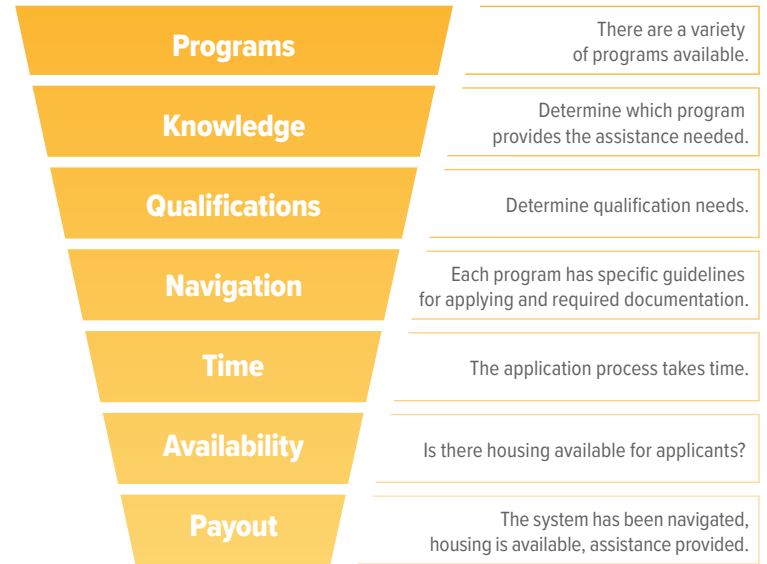 Programs
There are a variety
of programs available.
Knowledge
Determine which program
provides the assistance needed.
Qualifications
Determine qualification needs.
Navigation
Each program has specific guidelines
for applying and required documentation.
Time
The application process takes time.
Availability
Is there housing available for applicants?
Payout
The system has been navigated,
housing is available, assistance provided.